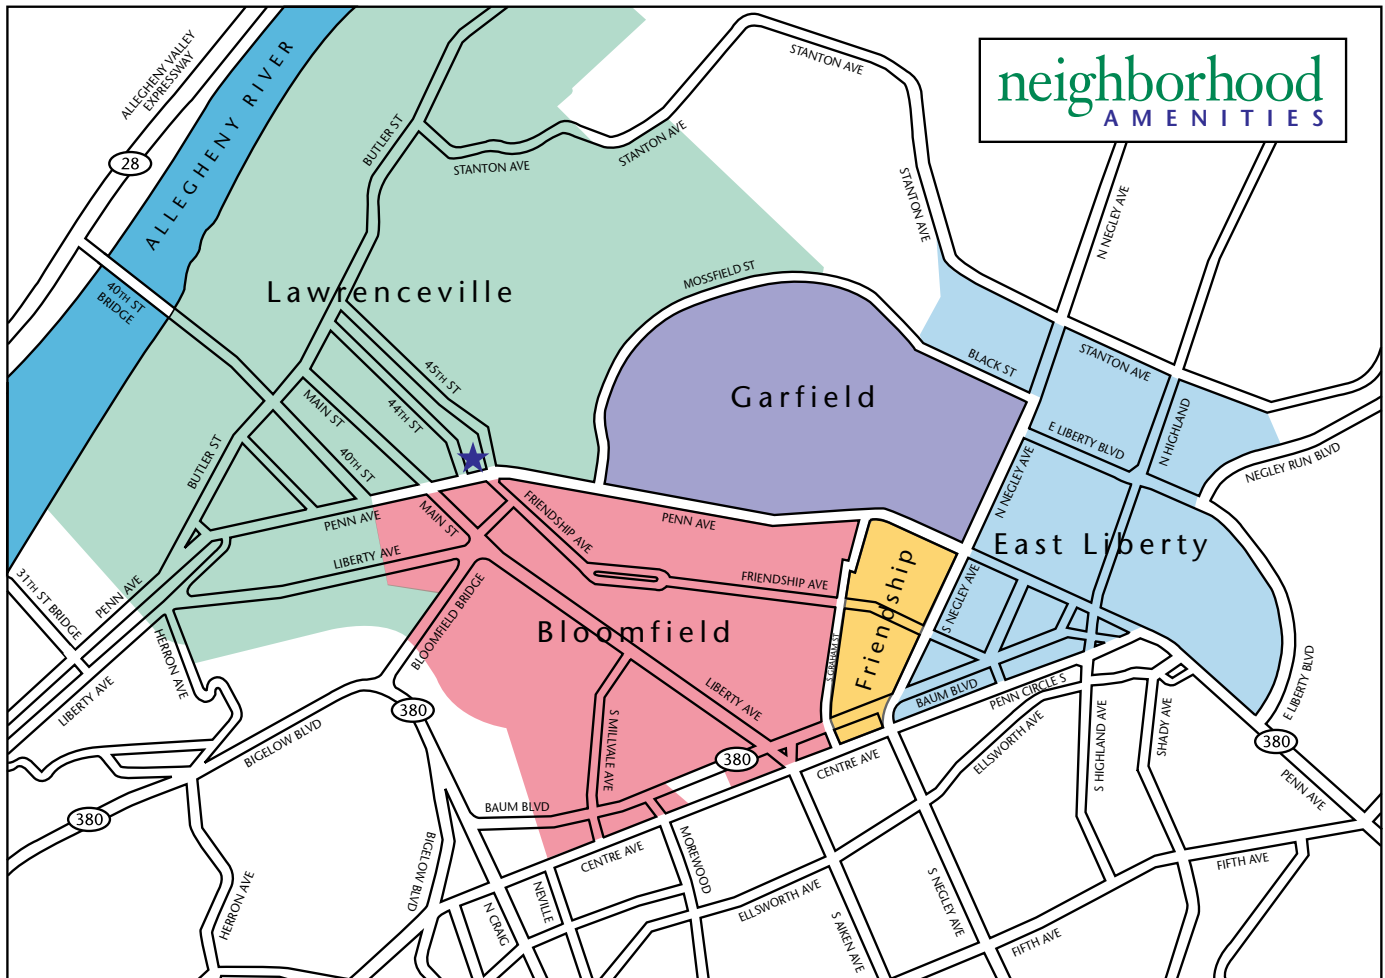 neighborhood
AMENITIES
ALLEGHENY VALLEY
EXPRESSWAY
28
ALLEGHENY RIVER
40TH ST
BRIDGE
BUTLER ST
STANTON AVE
STANTON AVE
STANTON AVE
STANTON AVE
N NEGLEY AVE
MOSSFIELD ST
Lawrenceville
45TH ST
44TH ST
MAIN ST
40TH ST
BUTLER ST
Garfield
BLACK ST
STANTON AVE
E LIBERTY BLVD
N HIGHLAND
NEGLEY RUN BLVD
N NEGLEY AVE
East Liberty
PENN AVE
MAIN ST
FRIENDSHIP AVE
PENN AVE
LIBERTY AVE
FRIENDSHIP AVE
Friendship
S NEGLEY AVE
31TH ST BRIDGE
PENN AVE
HERRON AVE
LIBERTY AVE
BLOOMFIELD BRIDGE
Bloomfield
S GRAHAM ST
LIBERTY AVE
BAUM BLVD
PENN CIRCLE S
E LIBERTY BLVD
380
BIGELOW BLVD
S MILLVALE AVE
380
CENTRE AVE
ELLSWORTH AVE
S HIGHLAND AVE
SHADY AVE
380
PENN AVE
380
BAUM BLVD
BIGELOW BLVD
CENTRE AVE
MOREWOOD
HERRON AVE
N CRAIG
NEVILLE
ELLSWORTH AVE
S AIKEN AVE
S NEGLEY AVE
FIFTH AVE
FIFTH AVE